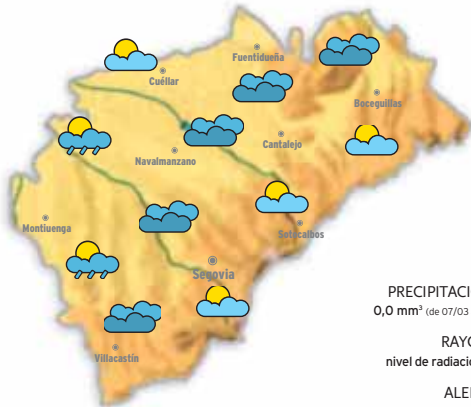 Fuentidueña
Cuéllar
Boceguillas
Cantalejo
Navalmanzano
Montiuenga
Sotocalbos
Segovia
Villacastín
PRECIPITACI
0,0 mm³ (de 07/03
RAYO
nivel de radiació
ALE